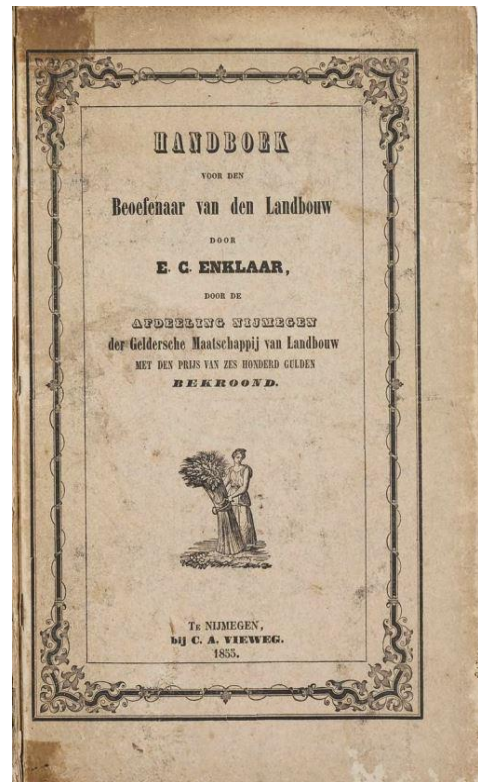 HANDBOEK
VOOR DEN
Beoefenaar van den Landbouw
DOOR
E. C. ENKLAAR,
DOOR DE
AFDEELING NIJMEGEN
der Geldersche Maatschappij van Landbouw
MET DEN PRIJS VAN ZES HONDERD GULDEN
BEKROOND.
TE NIJMEGEN,
bij C. A. VIEWEG.
1855.